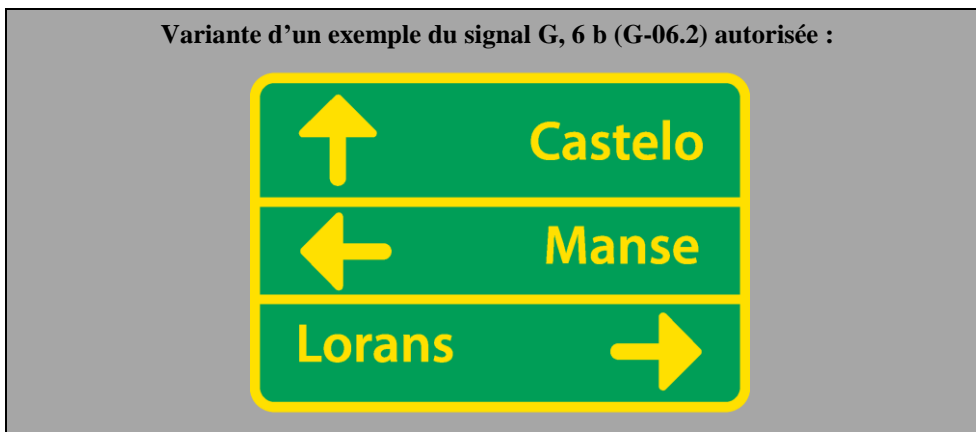 Variante d’un exemple du signal G, 6 b (G-06.2) autorisée :
Castelo
Manse
Lorans